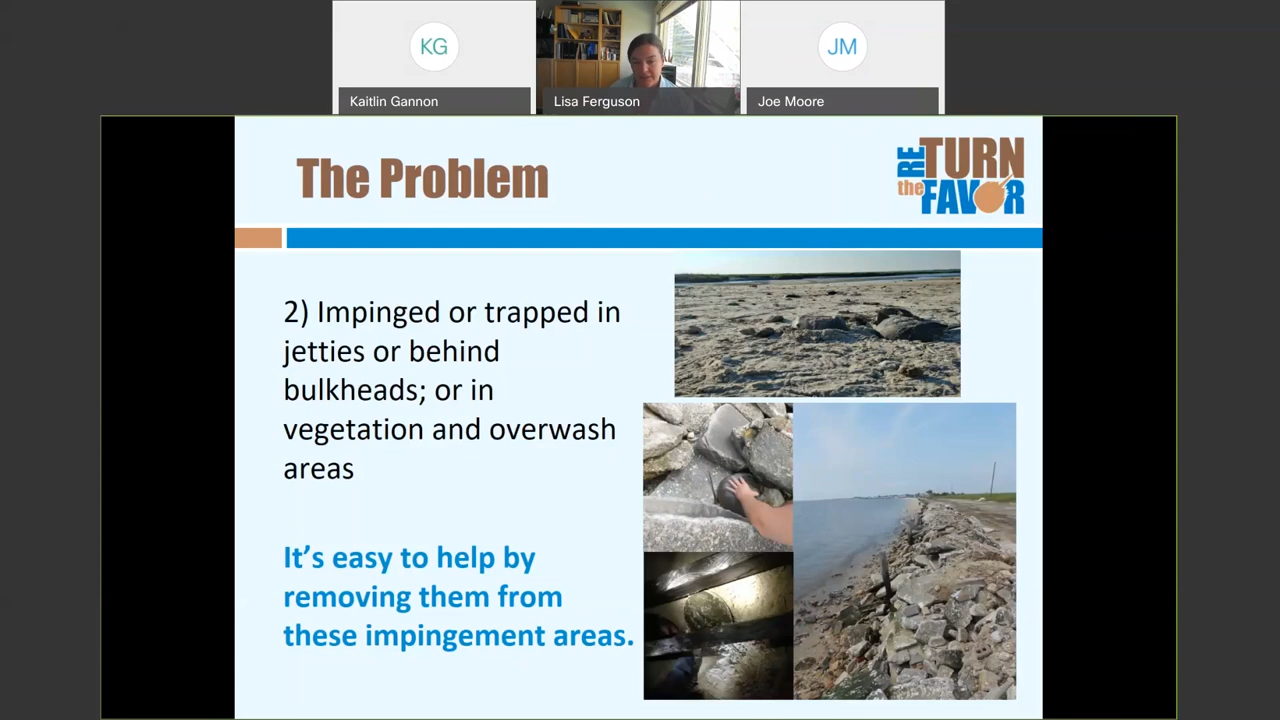 KG
JM
Kaitlin Gannon
Lisa Ferguson
Joe Moore
The Problem
RETURN
the FAVOR
2) Impinged or trapped in
jetties or behind
bulkheads; or in
vegetation and overwash
areas
It’s easy to help by
removing them from
these impingement areas.